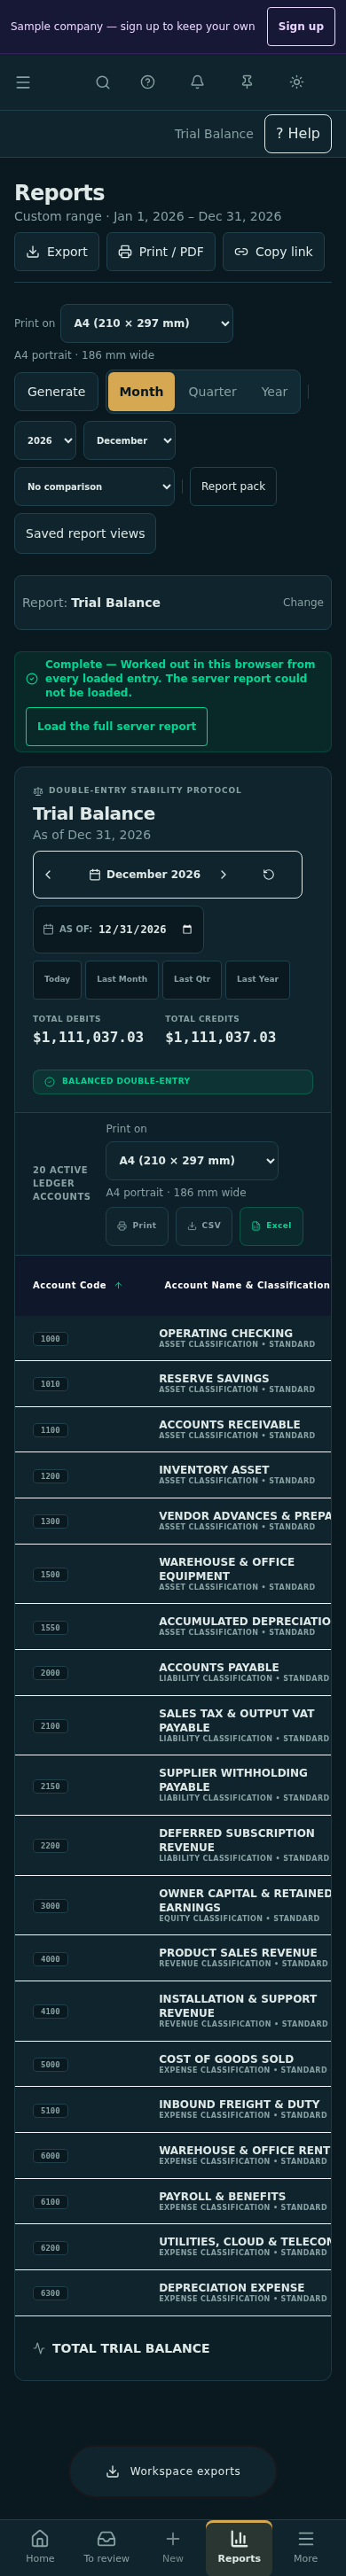 Sample company — sign up to keep your own Sign up
Trial Balance ? Help
Reports
Custom range · Jan 1, 2026 – Dec 31, 2026
Export Print / PDF Copy link
Print on A4 (210 × 297 mm)
A4 portrait · 186 mm wide
Generate Month Quarter Year
2026 December
No comparison Report pack
Saved report views
Report: Trial Balance Change
Complete — Worked out in this browser from
every loaded entry. The server report could
not be loaded.
Load the full server report
DOUBLE-ENTRY STABILITY PROTOCOL
Trial Balance
As of Dec 31, 2026
December 2026
AS OF: 12/31/2026
Today Last Month Last Qtr Last Year
TOTAL DEBITS TOTAL CREDITS
$1,111,037.03 $1,111,037.03
BALANCED DOUBLE-ENTRY
20 ACTIVE
LEDGER
ACCOUNTS
Print on
A4 (210 × 297 mm)
A4 portrait · 186 mm wide
Print CSV Excel
Account Code Account Name & Classification
1000 OPERATING CHECKING
ASSET CLASSIFICATION • STANDARD
1010 RESERVE SAVINGS
ASSET CLASSIFICATION • STANDARD
1100 ACCOUNTS RECEIVABLE
ASSET CLASSIFICATION • STANDARD
1200 INVENTORY ASSET
ASSET CLASSIFICATION • STANDARD
1300 VENDOR ADVANCES & PREPA
ASSET CLASSIFICATION • STANDARD
1500 WAREHOUSE & OFFICE
EQUIPMENT
ASSET CLASSIFICATION • STANDARD
1550 ACCUMULATED DEPRECIATIO
ASSET CLASSIFICATION • STANDARD
2000 ACCOUNTS PAYABLE
LIABILITY CLASSIFICATION • STANDARD
2100 SALES TAX & OUTPUT VAT
PAYABLE
LIABILITY CLASSIFICATION • STANDARD
2150 SUPPLIER WITHHOLDING
PAYABLE
LIABILITY CLASSIFICATION • STANDARD
2200 DEFERRED SUBSCRIPTION
REVENUE
LIABILITY CLASSIFICATION • STANDARD
3000 OWNER CAPITAL & RETAINED
EARNINGS
EQUITY CLASSIFICATION • STANDARD
4000 PRODUCT SALES REVENUE
REVENUE CLASSIFICATION • STANDARD
4100 INSTALLATION & SUPPORT
REVENUE
REVENUE CLASSIFICATION • STANDARD
5000 COST OF GOODS SOLD
EXPENSE CLASSIFICATION • STANDARD
5100 INBOUND FREIGHT & DUTY
EXPENSE CLASSIFICATION • STANDARD
6000 WAREHOUSE & OFFICE RENT
EXPENSE CLASSIFICATION • STANDARD
6100 PAYROLL & BENEFITS
EXPENSE CLASSIFICATION • STANDARD
6200 UTILITIES, CLOUD & TELECOM
EXPENSE CLASSIFICATION • STANDARD
6300 DEPRECIATION EXPENSE
EXPENSE CLASSIFICATION • STANDARD
TOTAL TRIAL BALANCE
Workspace exports
Home To review New Reports More